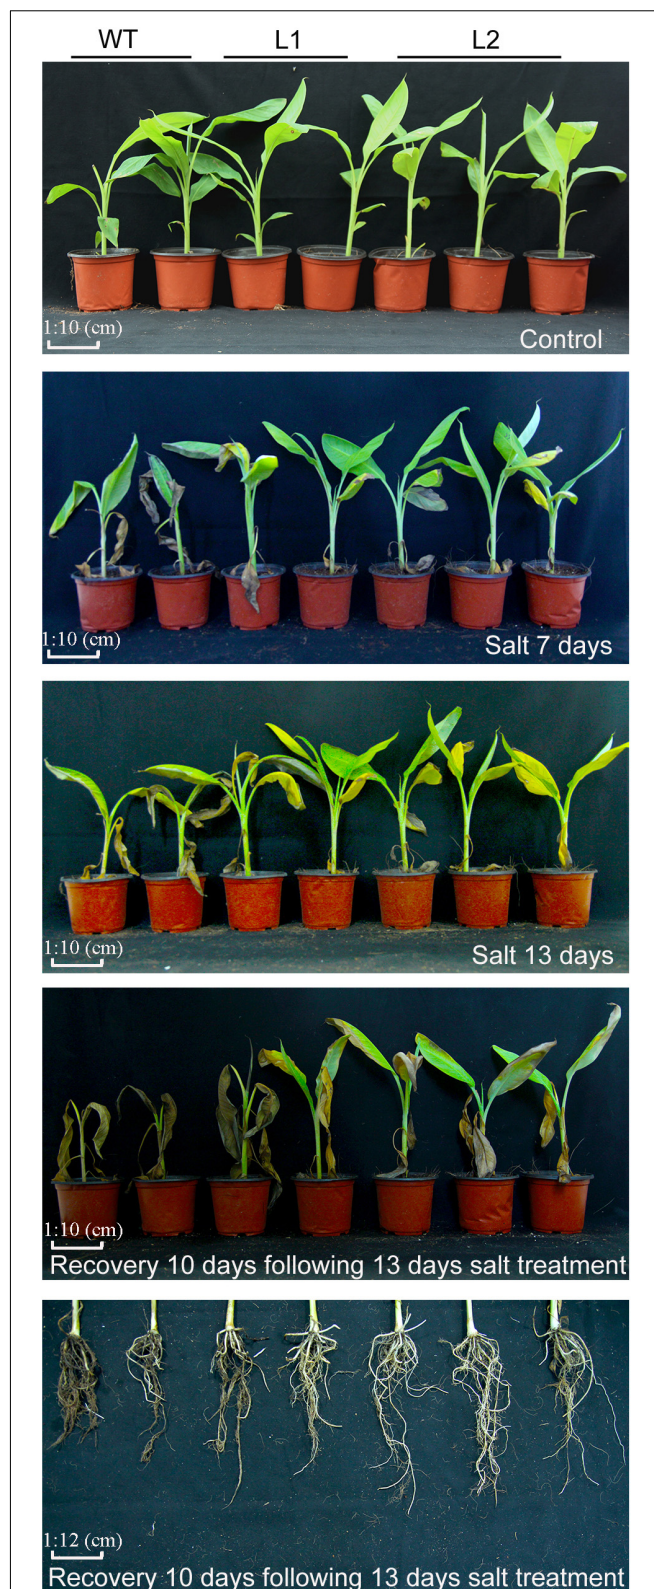 WT L1 L2
1:10 (cm)
Control
1:10 (cm)
Salt 7 days
1:10 (cm)
Salt 13 days
1:10 (cm)
Recovery 10 days following 13 days salt treatment
1:12 (cm)
Recovery 10 days following 13 days salt treatment